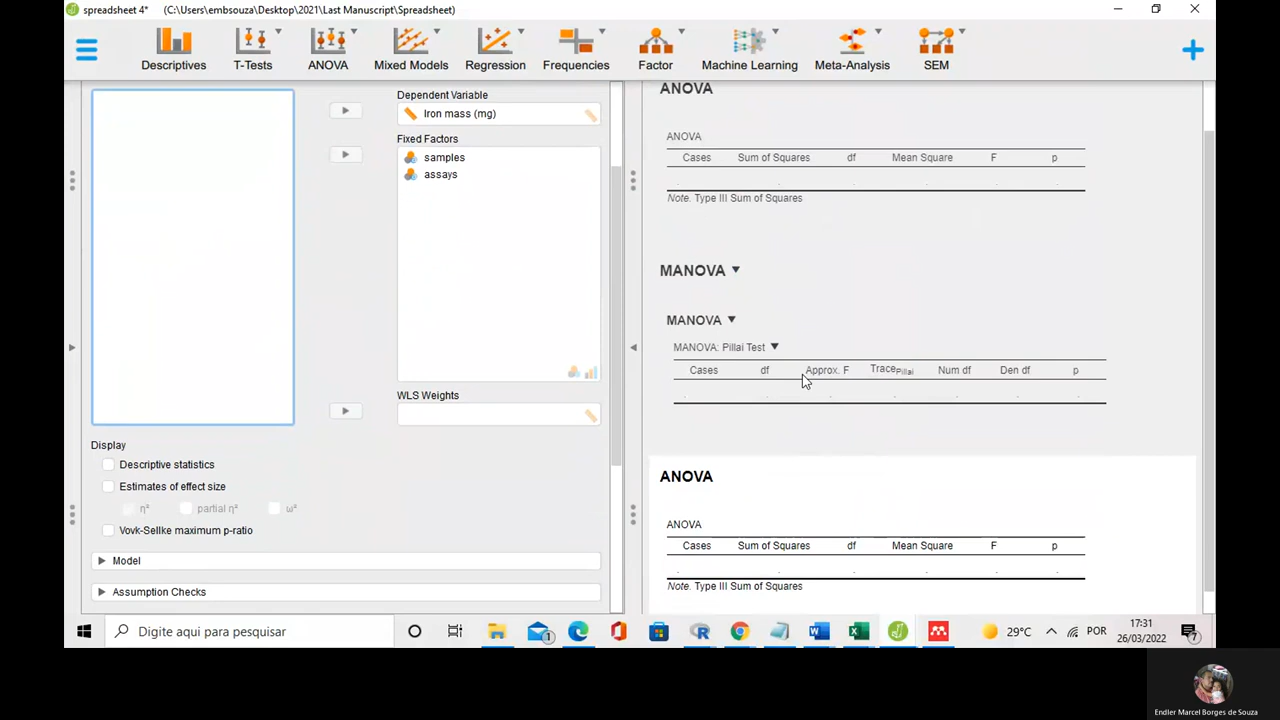 spreadsheet 4* (C:\Users\embsouza\Desktop\2021\Last Manuscript\Spreadsheet)
Descriptives T-Tests ANOVA Mixed Models Regression Frequencies Factor Machine Learning Meta-Analysis SEM
Dependent Variable
Iron mass (mg)
Fixed Factors
samples
assays
WLS Weights
Display
Descriptive statistics
Estimates of effect size
η² partial η² ω²
Vovk-Sellke maximum p-ratio
Model
Assumption Checks
ANOVA
ANOVA
Cases Sum of Squares df Mean Square F p
Note. Type III Sum of Squares
MANOVA
MANOVA
MANOVA: Pillai Test
Cases df Approx. F TracePillai Num df Den df p
ANOVA
ANOVA
Cases Sum of Squares df Mean Square F p
Note. Type III Sum of Squares
Digite aqui para pesquisar
29°C
POR
17:31
26/03/2022
Endler Marcel Borges de Souza